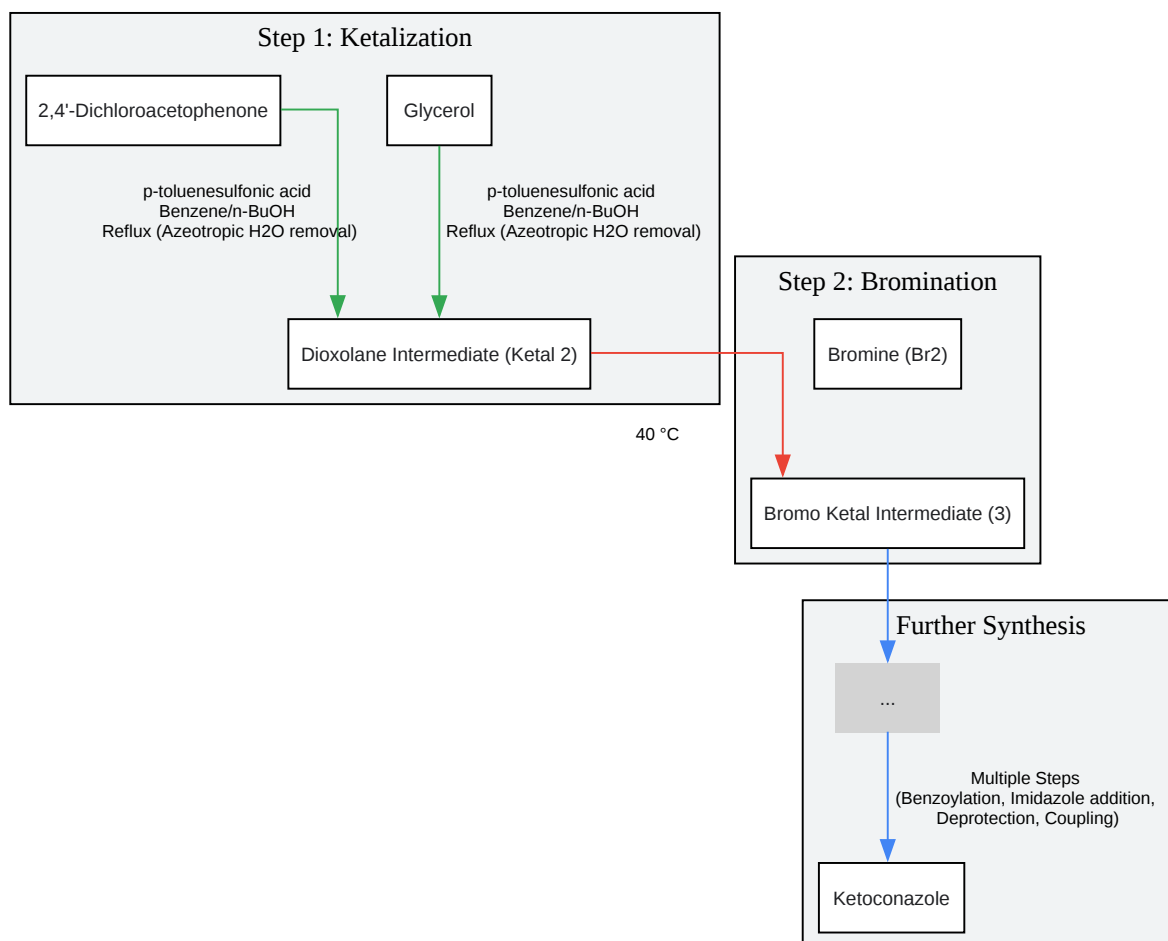 Step 1: Ketalization
2,4'-Dichloroacetophenone
Glycerol
p-toluenesulfonic acid
Benzene/n-BuOH
Reflux (Azeotropic H2O removal)
p-toluenesulfonic acid
Benzene/n-BuOH
Reflux (Azeotropic H2O removal)
Dioxolane Intermediate (Ketal 2)
40 °C
Step 2: Bromination
Bromine (Br2)
Bromo Ketal Intermediate (3)
Further Synthesis
...
Multiple Steps
(Benzoylation, Imidazole addition,
Deprotection, Coupling)
Ketoconazole